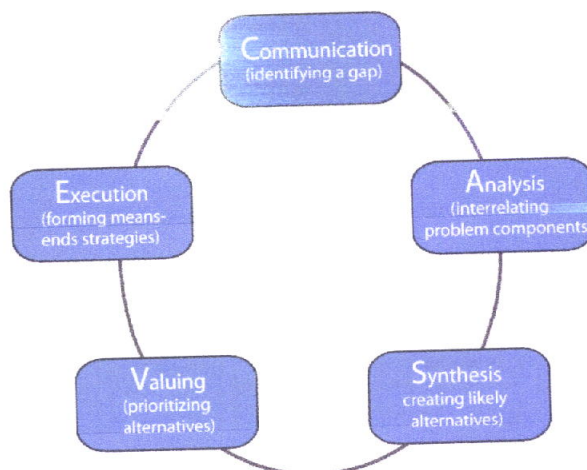 Communication
(identifying a gap)
Analysis
(interrelating
problem components
Synthesis
creating likely
alternatives)
Valuing
(prioritizing
alternatives)
Execution
(forming means-
ends strategies)